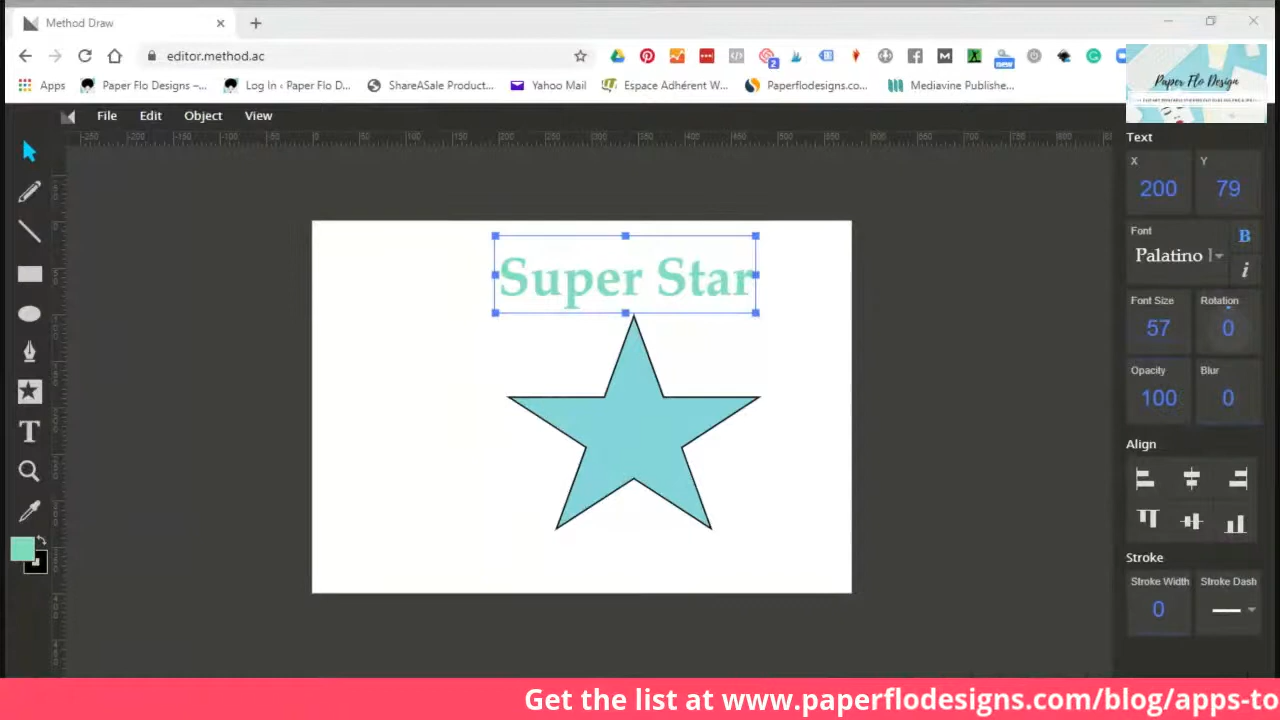 Method Draw
editor.method.ac
2
new
Apps
Paper Flo Designs –...
Log In ‹ Paper Flo D...
ShareASale Product...
Yahoo Mail
Espace Adhérent W...
Paperflodesigns.co...
Mediavine Publishe...
Paper Flo Design
File
Edit
Object
View
Text
X
Y
200
79
Font
B
Palatino
i
Font Size
Rotation
57
0
Opacity
Blur
100
0
Align
Stroke
Stroke Width
Stroke Dash
0
Super Star
T
Get the list at www.paperflodesigns.com/blog/apps-to